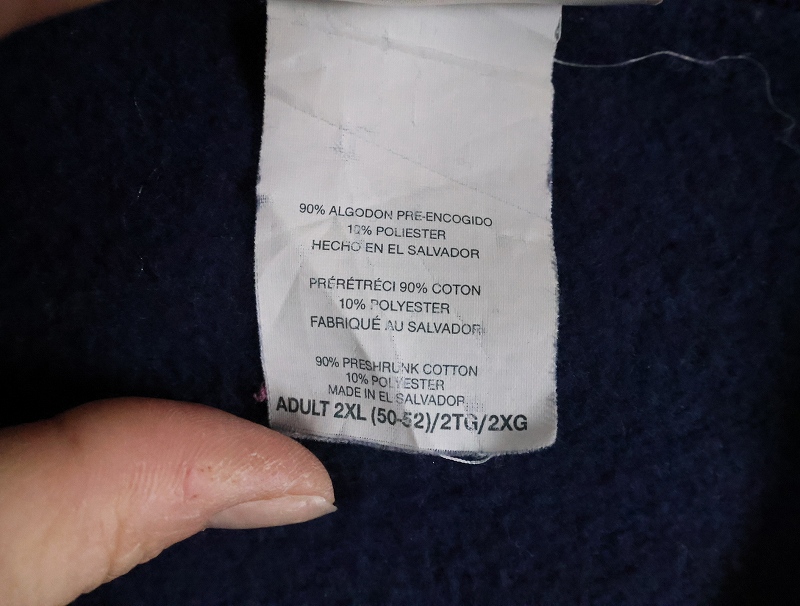 90% ALGODON PRE-ENCOGIDO
10% POLIESTER
HECHO EN EL SALVADOR
PRÉRÉTRÉCI 90% COTON
10% POLYESTER
FABRIQUÉ AU SALVADOR
90% PRESHRUNK COTTON
10% POLYESTER
MADE IN EL SALVADOR
ADULT 2XL (50-52)/2TG/2XG